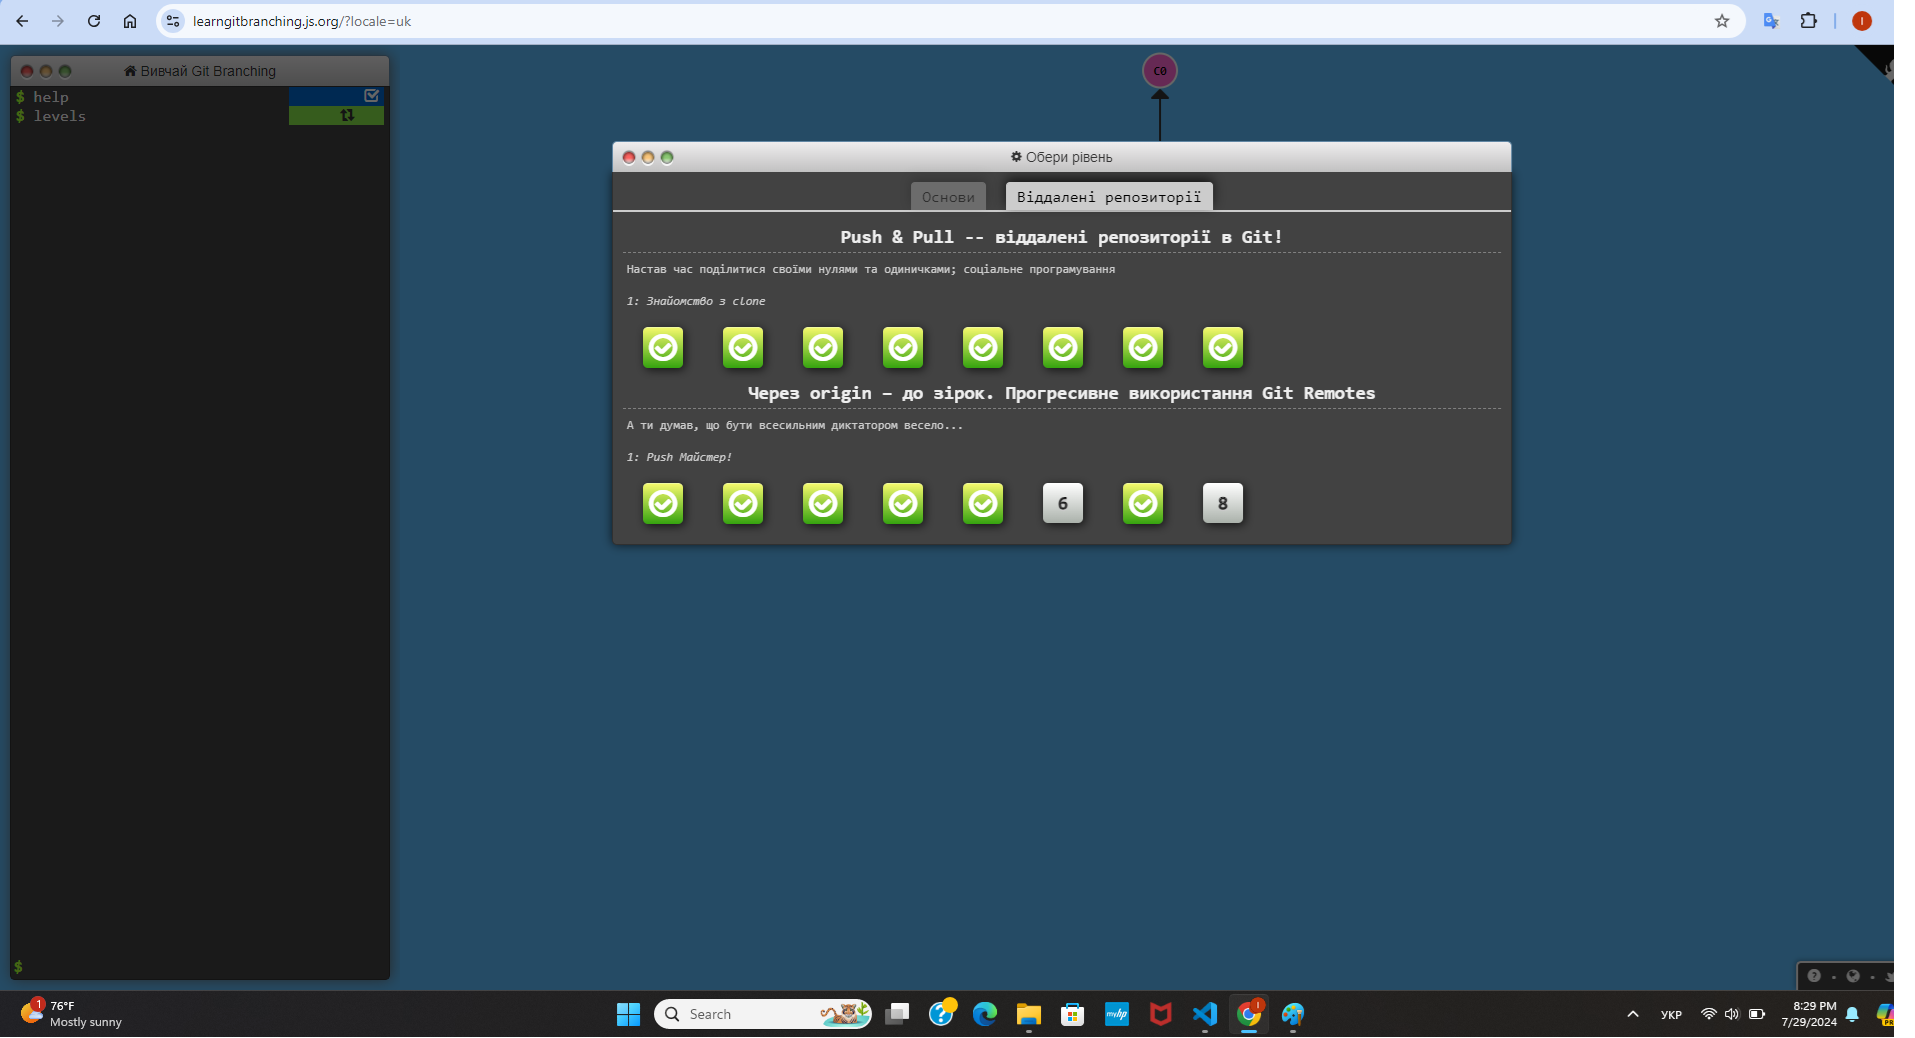 learngitbranching.js.org/?locale=uk
I
Вивчай Git Branching
$ help
$ levels
$
C0
Обери рівень
Основи
Віддалені репозиторії
Push & Pull -- віддалені репозиторії в Git!
Настав час поділитися своїми нулями та одиничками; соціальне програмування
1: Знайомство з clone
Через origin – до зірок. Прогресивне використання Git Remotes
А ти думав, що бути всесильним диктатором весело...
1: Push Майстер!
6
8
1
76°F
Mostly sunny
Search
myhp
I
УКР
8:29 PM
7/29/2024